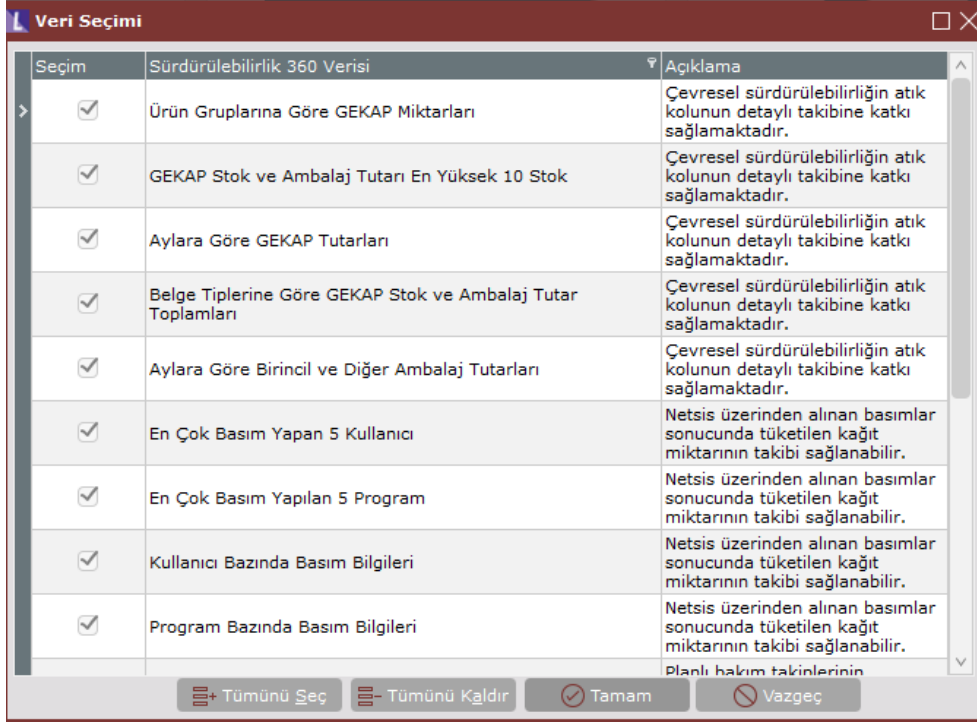 Veri Seçimi
Seçim Sürdürülebilirlik 360 Verisi Açıklama
Ürün Gruplarına Göre GEKAP Miktarları
Çevresel sürdürülebilirliğin atık
kolunun detaylı takibine katkı
sağlamaktadır.
GEKAP Stok ve Ambalaj Tutarı En Yüksek 10 Stok
Çevresel sürdürülebilirliğin atık
kolunun detaylı takibine katkı
sağlamaktadır.
Aylara Göre GEKAP Tutarları
Çevresel sürdürülebilirliğin atık
kolunun detaylı takibine katkı
sağlamaktadır.
Belge Tiplerine Göre GEKAP Stok ve Ambalaj Tutar
Toplamları
Çevresel sürdürülebilirliğin atık
kolunun detaylı takibine katkı
sağlamaktadır.
Aylara Göre Birincil ve Diğer Ambalaj Tutarları
Çevresel sürdürülebilirliğin atık
kolunun detaylı takibine katkı
sağlamaktadır.
En Çok Basım Yapan 5 Kullanıcı
Netsis üzerinden alınan basımlar
sonucunda tüketilen kağıt
miktarının takibi sağlanabilir.
En Çok Basım Yapılan 5 Program
Netsis üzerinden alınan basımlar
sonucunda tüketilen kağıt
miktarının takibi sağlanabilir.
Kullanıcı Bazında Basım Bilgileri
Netsis üzerinden alınan basımlar
sonucunda tüketilen kağıt
miktarının takibi sağlanabilir.
Program Bazında Basım Bilgileri
Netsis üzerinden alınan basımlar
sonucunda tüketilen kağıt
miktarının takibi sağlanabilir.
Planlı bakım takiplerinin
Tümünü Seç Tümünü Kaldır Tamam Vazgeç